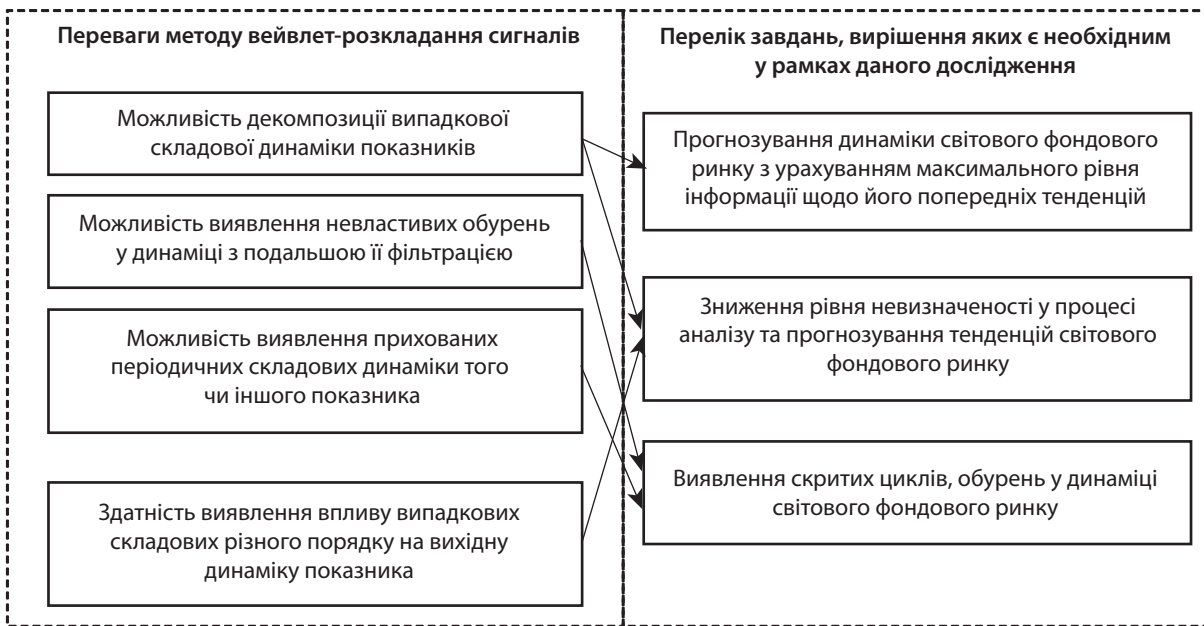 Переваги методу вейвлет-розкладання сигналів
Можливість декомпозиції випадкової
складової динаміки показників
Можливість виявлення невластивих обурень
у динаміці з подальшою її фільтрацією
Можливість виявлення прихованих
періодичних складових динаміки того
чи іншого показника
Здатність виявлення впливу випадкових
складових різного порядку на вихідну
динаміку показника
Перелік завдань, вирішення яких є необхідним
у рамках даного дослідження
Прогнозування динаміки світового фондового
ринку з урахуванням максимального рівня
інформації щодо його попередніх тенденцій
Зниження рівня невизначеності у процесі
аналізу та прогнозування тенденцій світового
фондового ринку
Виявлення скритих циклів, обурень у динаміці
світового фондового ринку